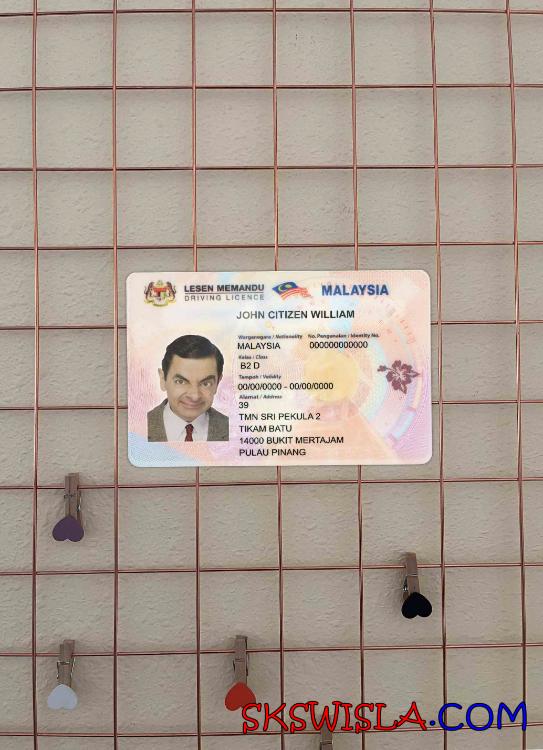 LESEN MEMANDU
DRIVING LICENCE
MALAYSIA
JOHN CITIZEN WILLIAM
Warganegara / Nationality No. Pengenalan / Identity No.
MALAYSIA 000000000000
Kelas / Class
B2 D
Tempoh / Validity
00/00/0000 - 00/00/0000
Alamat / Address
39
TMN SRI PEKULA 2
TIKAM BATU
14000 BUKIT MERTAJAM
PULAU PINANG
SKSWISLA.COM